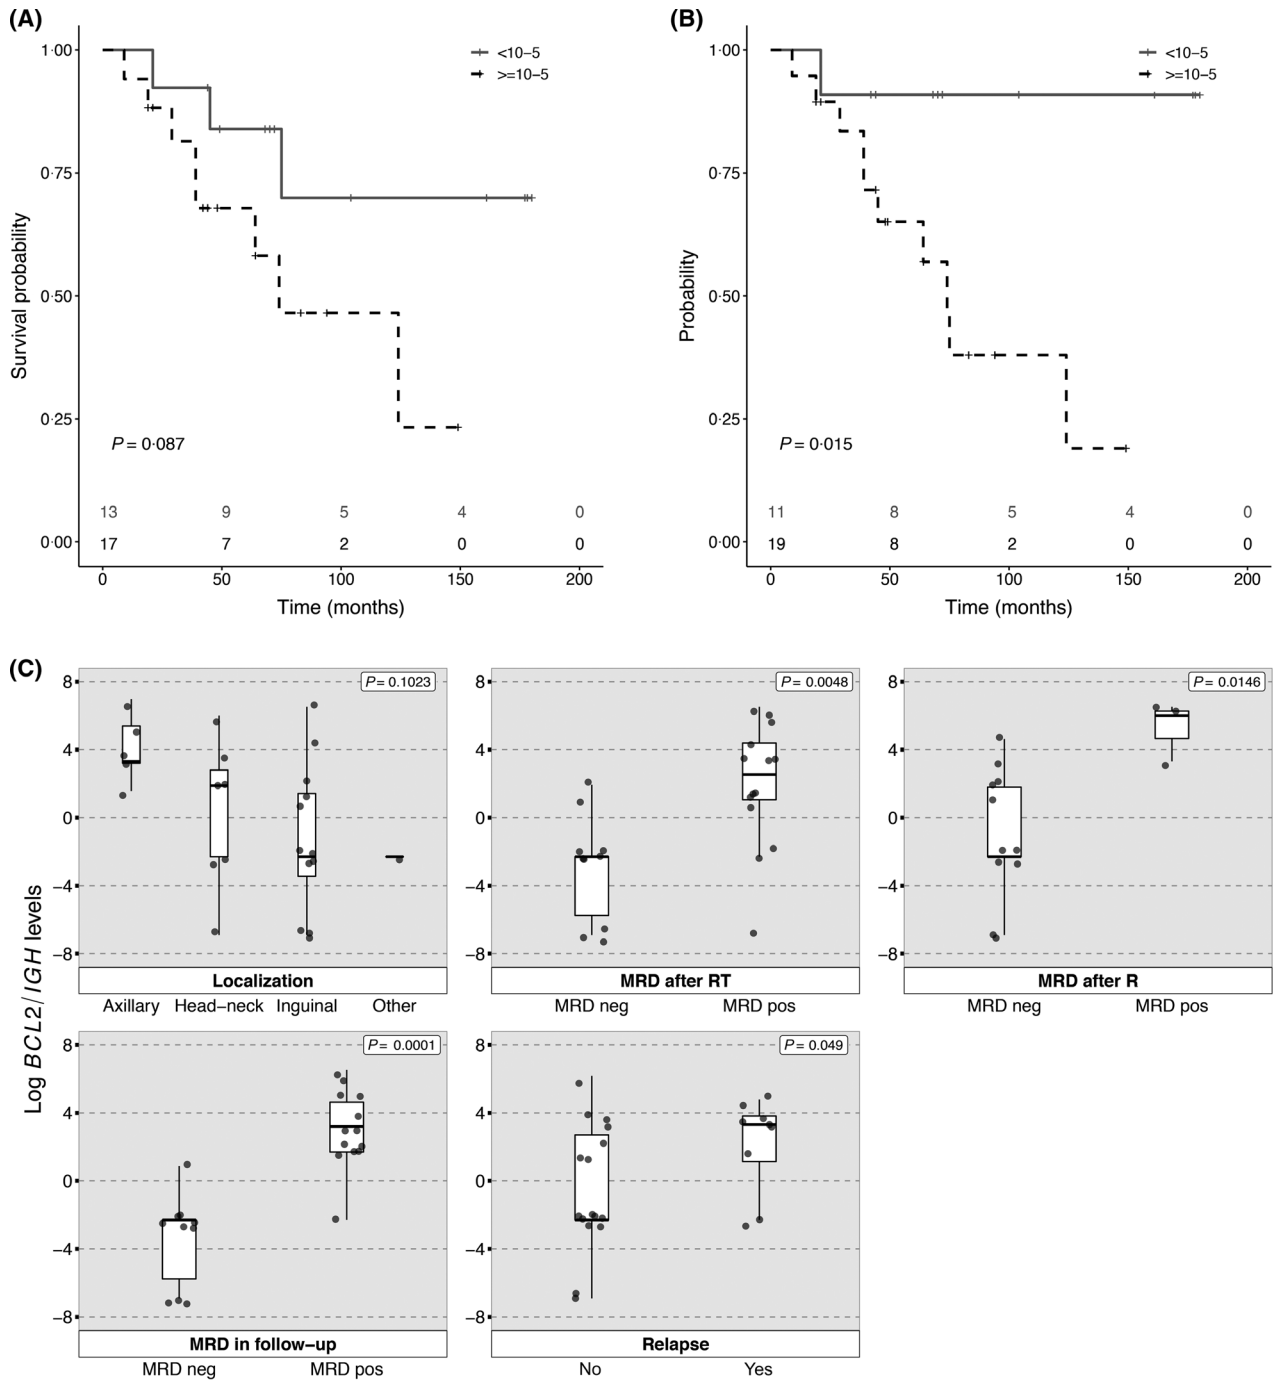 (A)
1·00
0·75
0·50
0·25
0·00
Survival probability
<10−5
>=10−5
P = 0·087
13 9 5 4 0
17 7 2 0 0
0 50 100 150 200
Time (months)
(B)
1·00
0·75
0·50
0·25
0·00
Probability
<10−5
>=10−5
P = 0·015
11 8 5 4 0
19 8 2 0 0
0 50 100 150 200
Time (months)
(C)
Log BCL2/IGH levels
8
4
0
−4
−8
P = 0.1023
Localization
Axillary Head−neck Inguinal Other
8
4
0
−4
−8
P = 0.0048
MRD after RT
MRD neg MRD pos
8
4
0
−4
−8
P = 0.0146
MRD after R
MRD neg MRD pos
8
4
0
−4
−8
P = 0.0001
MRD in follow−up
MRD neg MRD pos
8
4
0
−4
−8
P = 0.049
Relapse
No Yes